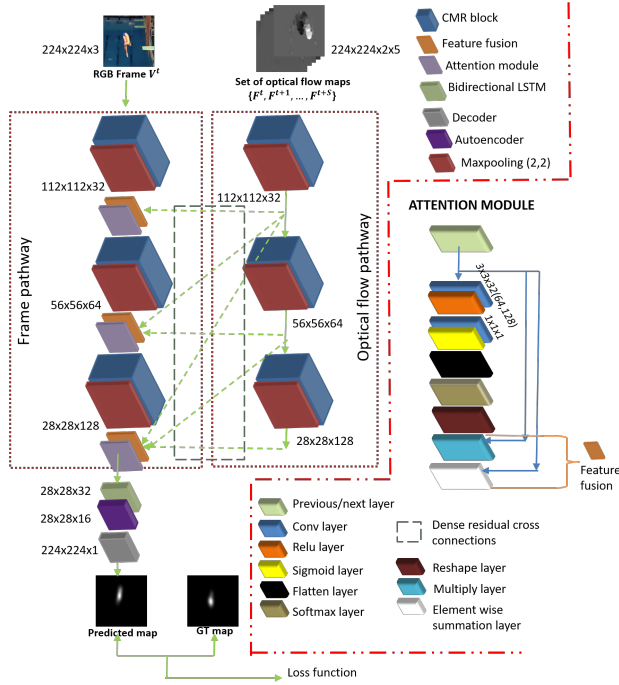 224x224x3
RGB Frame V^t
224x224x2x5
Set of optical flow maps
{F^t, F^{t+1}, ..., F^{t+S}}
CMR block
Feature fusion
Attention module
Bidirectional LSTM
Decoder
Autoencoder
Maxpooling (2,2)
Frame pathway
Optical flow pathway
112x112x32
112x112x32
56x56x64
56x56x64
28x28x128
28x28x128
28x28x32
28x28x16
224x224x1
Predicted map
GT map
Loss function
ATTENTION MODULE
3x3x32(64,128)
1x1x1
Feature
fusion
Previous/next layer
Conv layer
Relu layer
Sigmoid layer
Flatten layer
Softmax layer
Dense residual cross
connections
Reshape layer
Multiply layer
Element wise
summation layer